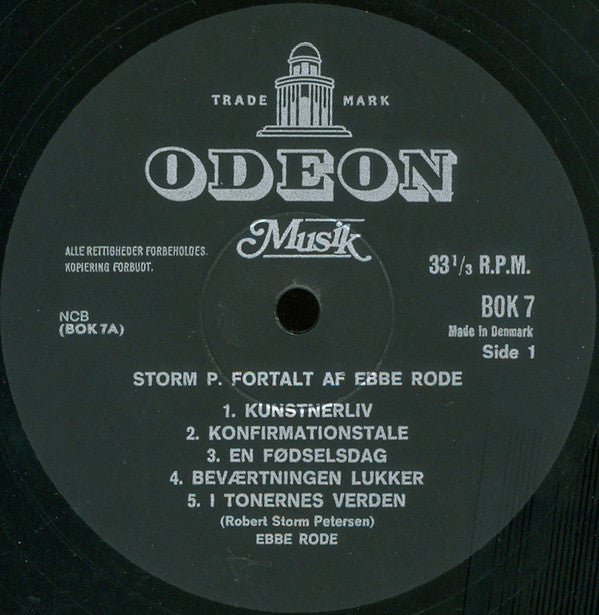 TRADE MARK
ODEON
Musik
ALLE RETTIGHEDER FORBEHOLDES.
KOPIERING FORBUDT.
33 1/3 R.P.M.
NCB
(BOK 7A)
BOK 7
Made in Denmark
Side 1
STORM P. FORTALT AF EBBE RODE
1. KUNSTNERLIV
2. KONFIRMATIONSTALE
3. EN FØDSELSDAG
4. BEVÆRTNINGEN LUKKER
5. I TONERNES VERDEN
(Robert Storm Petersen)
EBBE RODE